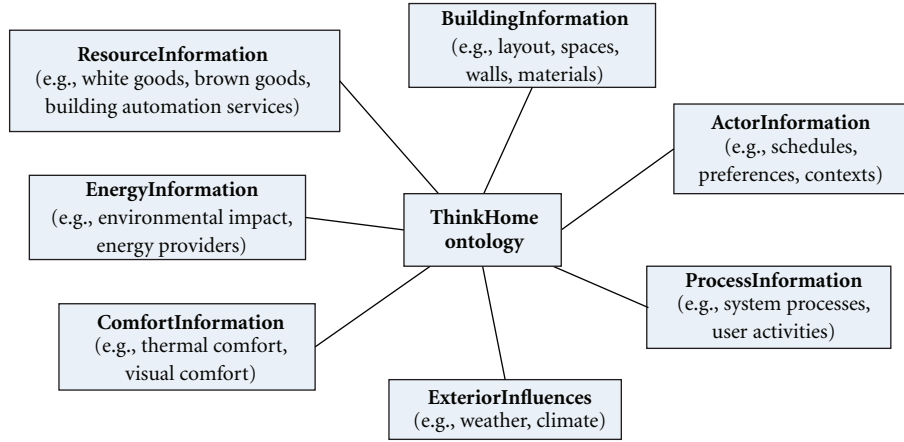 BuildingInformation
(e.g., layout, spaces,
walls, materials)
ResourceInformation
(e.g., white goods, brown goods,
building automation services)
ActorInformation
(e.g., schedules,
preferences, contexts)
EnergyInformation
(e.g., environmental impact,
energy providers)
ThinkHome
ontology
ProcessInformation
(e.g., system processes,
user activities)
ComfortInformation
(e.g., thermal comfort,
visual comfort)
ExteriorInfluences
(e.g., weather, climate)